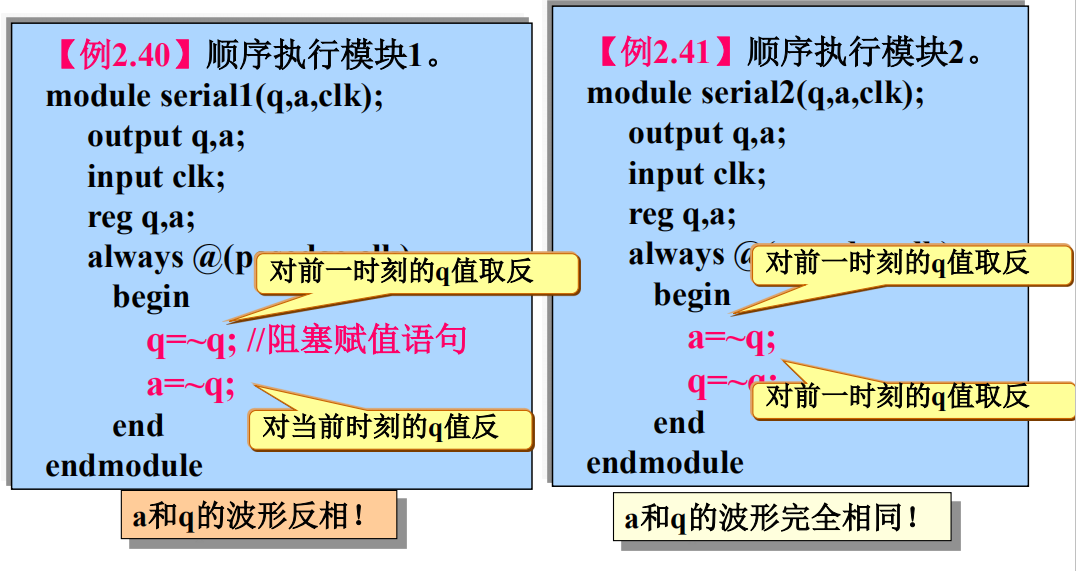 【例2.40】顺序执行模块1。
module serial1(q,a,clk);
output q,a;
input clk;
reg q,a;
always @(p
对前一时刻的q值取反
begin
q=~q; //阻塞赋值语句
a=~q;
对当前时刻的q值反
end
endmodule
a和q的波形反相！
【例2.41】顺序执行模块2。
module serial2(q,a,clk);
output q,a;
input clk;
reg q,a;
always @
对前一时刻的q值取反
begin
a=~q;
q=~q;
对前一时刻的q值取反
end
endmodule
a和q的波形完全相同！